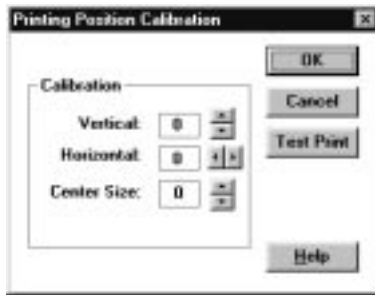 Printing Position Calibration
OK
Calibration
Cancel
Vertical: 0
Test Print
Horizontal: 0
Center Size: 0
Help